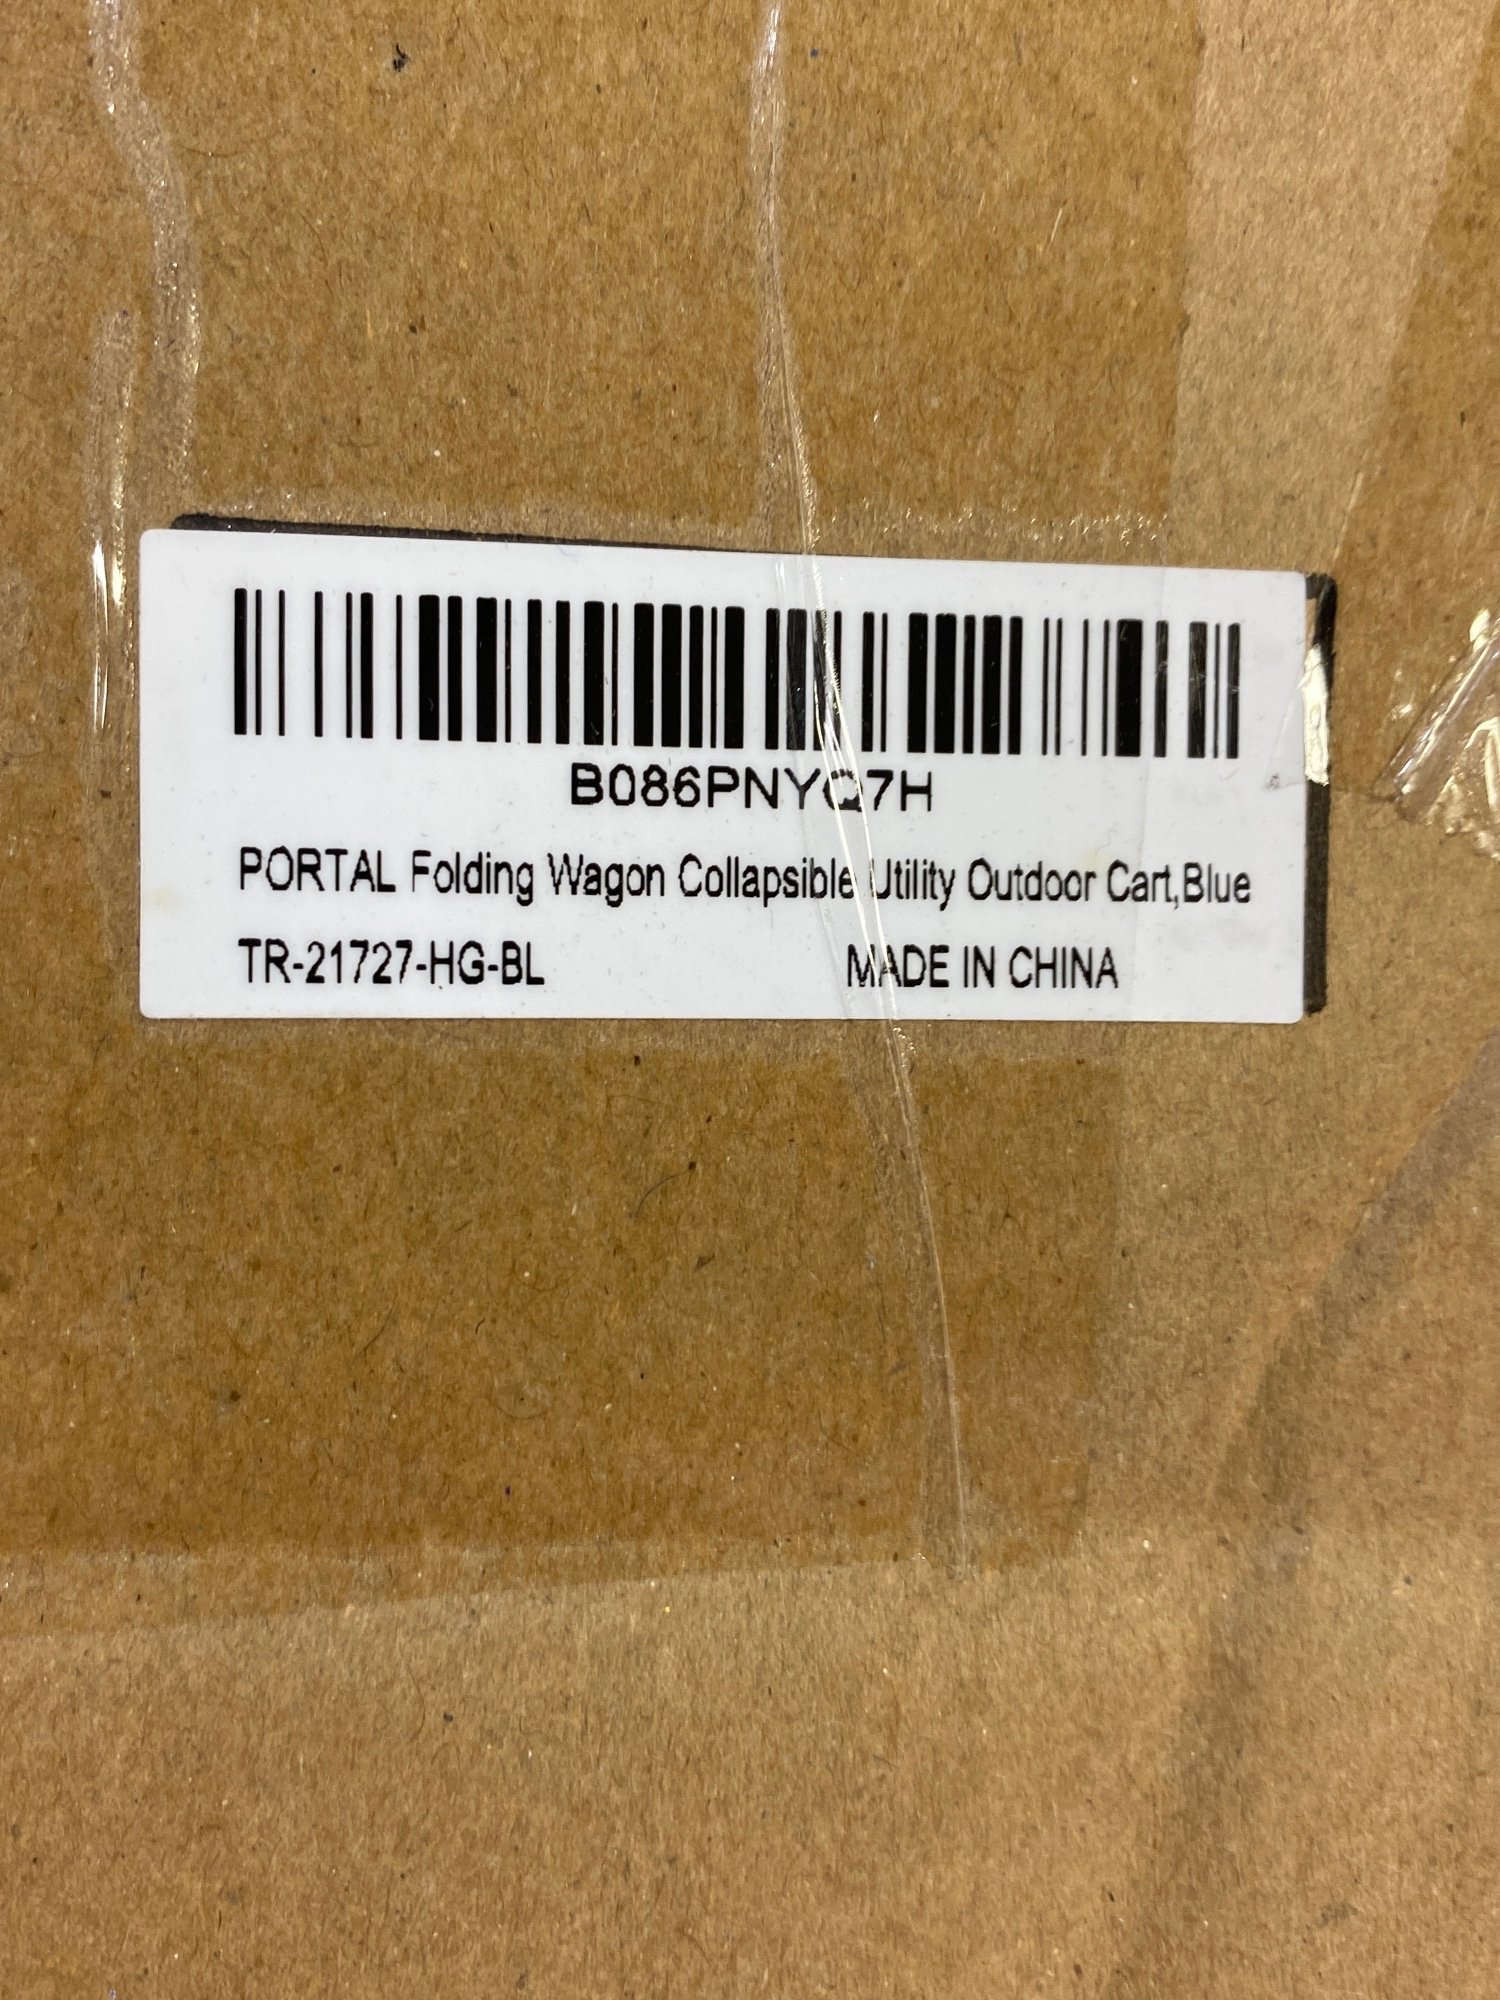 B086PNYQ7H
PORTAL Folding Wagon Collapsible Utility Outdoor Cart,Blue
TR-21727-HG-BL MADE IN CHINA